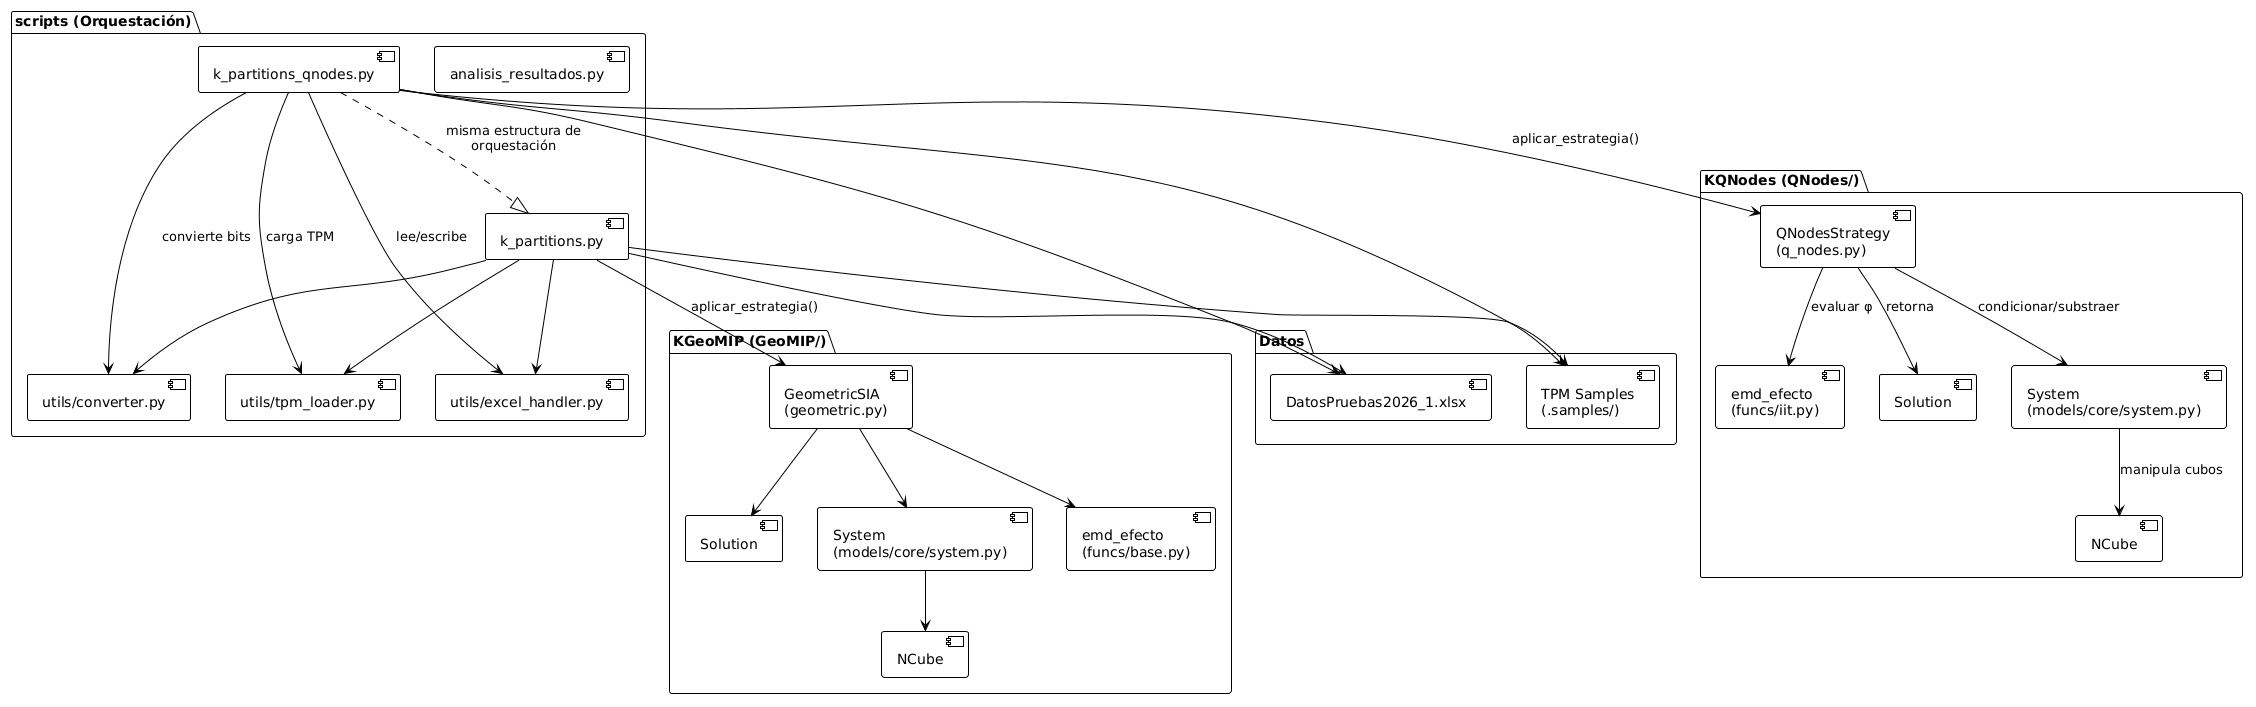 scripts (Orquestación)
k_partitions_qnodes.py
analisis_resultados.py
misma estructura de
orquestación
aplicar_estrategia()
KQNodes (QNodes/)
QNodesStrategy
(q_nodes.py)
convierte bits
carga TPM
lee/escribe
k_partitions.py
aplicar_estrategia()
evaluar φ
retorna
condicionar/substraer
KGeoMIP (GeoMIP/)
Datos
utils/converter.py
utils/tpm_loader.py
utils/excel_handler.py
GeometricSIA
(geometric.py)
DatosPruebas2026_1.xlsx
TPM Samples
(.samples/)
emd_efecto
(funcs/iit.py)
Solution
System
(models/core/system.py)
manipula cubos
Solution
System
(models/core/system.py)
emd_efecto
(funcs/base.py)
NCube
NCube